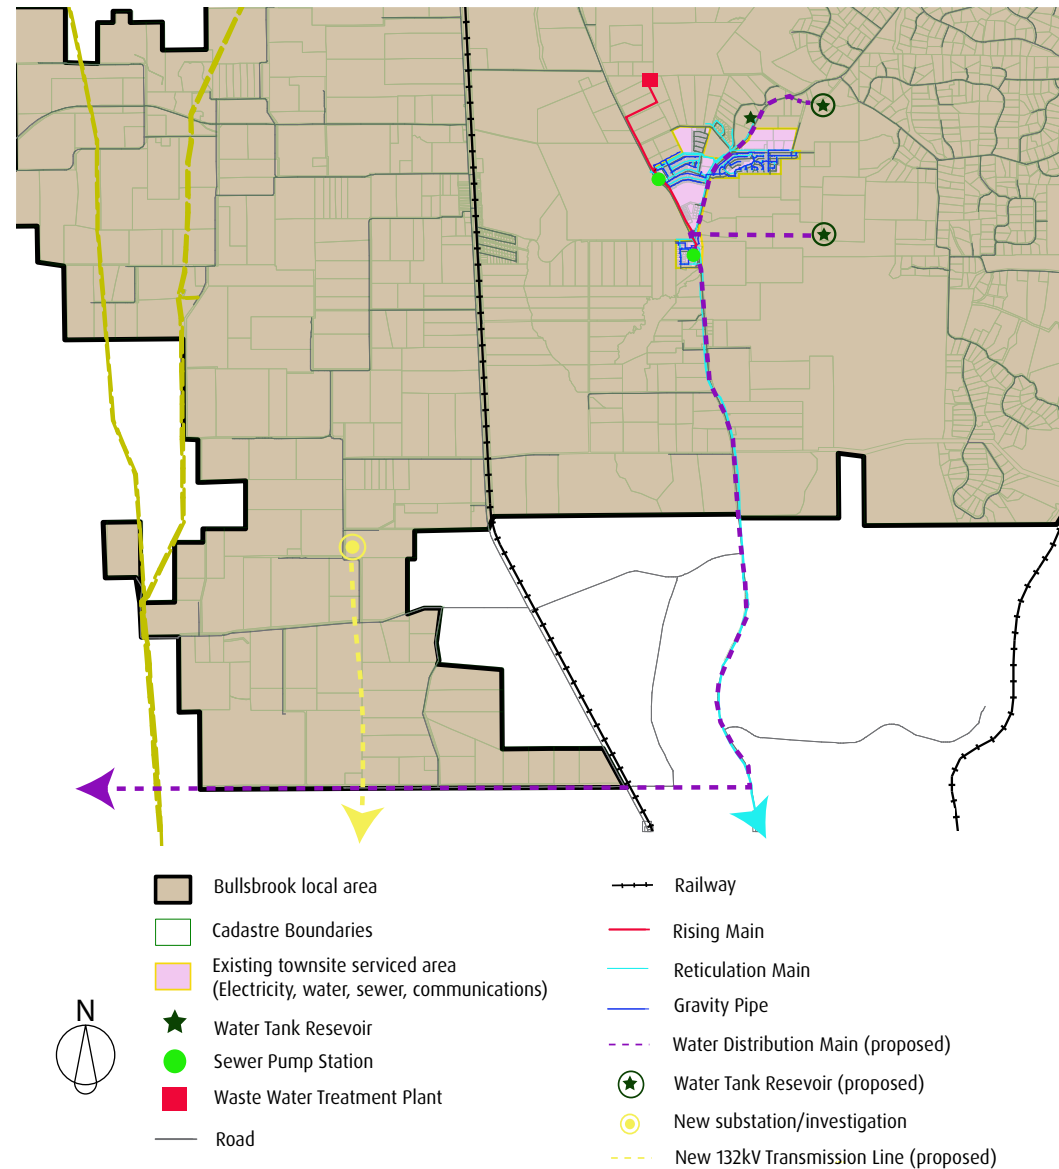 Bullsbrook local area
Cadastre Boundaries
Existing townsite serviced area
(Electricity, water, sewer, communications)
Water Tank Resevoir
Sewer Pump Station
Waste Water Treatment Plant
Road
N
Railway
Rising Main
Reticulation Main
Gravity Pipe
Water Distribution Main (proposed)
Water Tank Resevoir (proposed)
New substation/investigation
New 132kV Transmission Line (proposed)